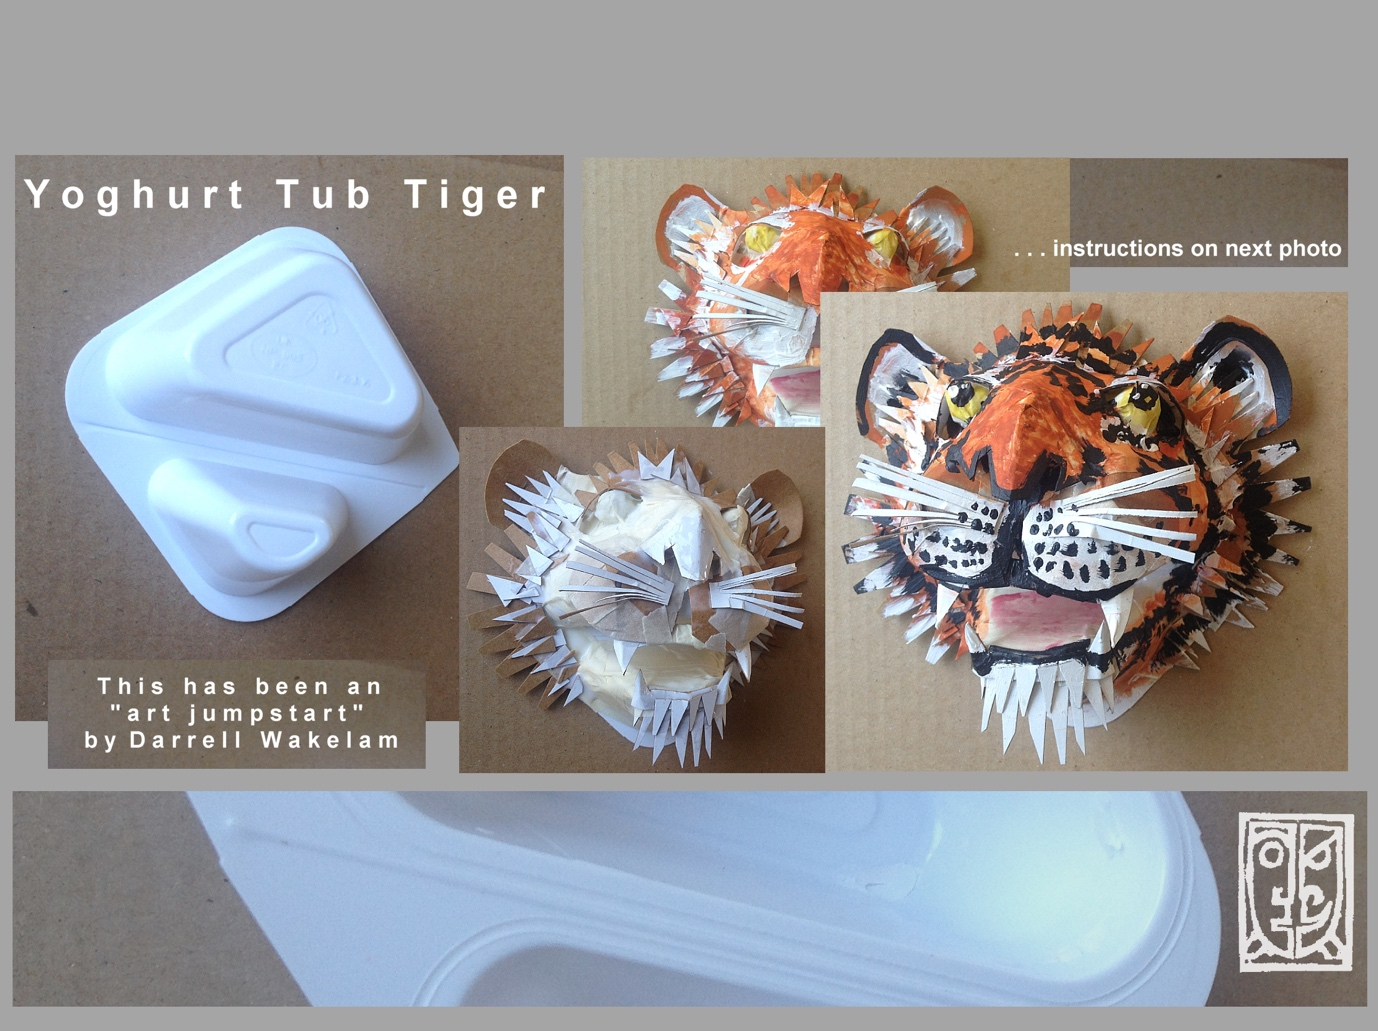 Yoghurt Tub Tiger
. . . instructions on next photo
This has been an
"art jumpstart"
by Darrell Wakelam